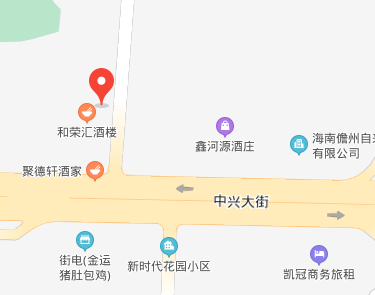 和荣汇酒楼
鑫河源酒庄
海南儋州自来
有限公司
聚德轩酒家
中兴大街
街电(金运
猪肚包鸡)
新时代花园小区
凯冠商务旅租